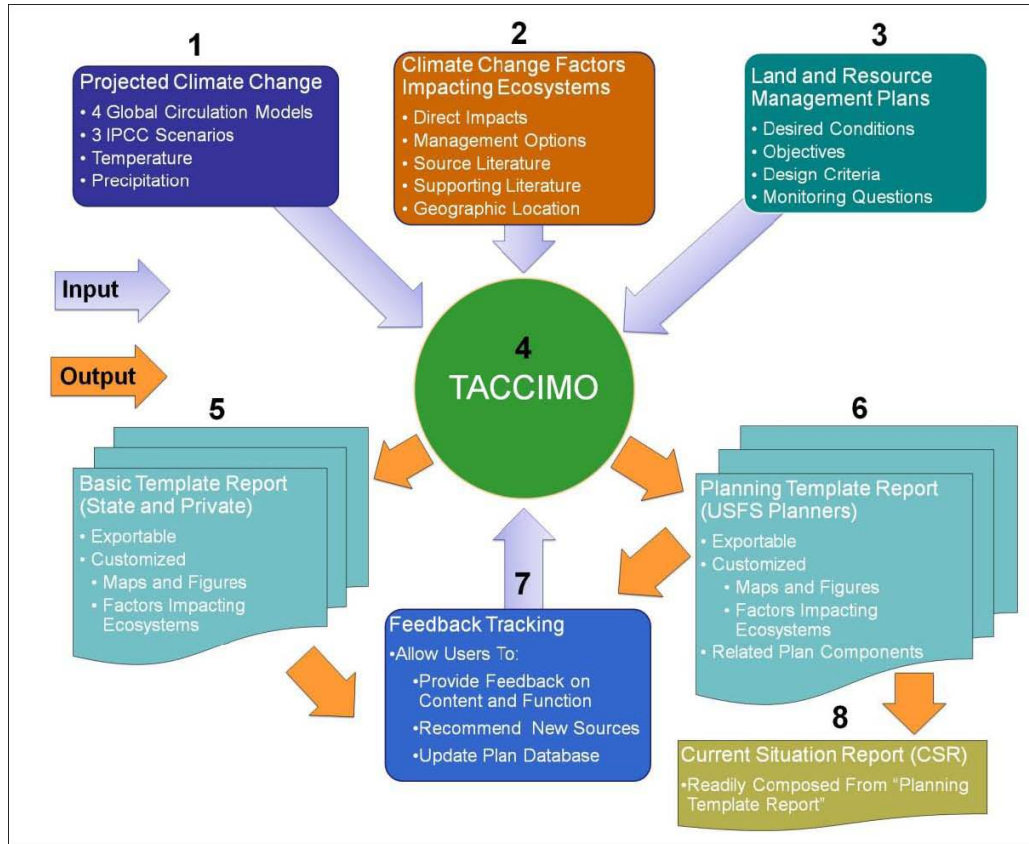 1
Projected Climate Change
• 4 Global Circulation Models
• 3 IPCC Scenarios
• Temperature
• Precipitation
2
Climate Change Factors
Impacting Ecosystems
• Direct Impacts
• Management Options
• Source Literature
• Supporting Literature
• Geographic Location
3
Land and Resource
Management Plans
• Desired Conditions
• Objectives
• Design Criteria
• Monitoring Questions
Input
Output
4
TACCIMO
5
Basic Template Report
(State and Private)
• Exportable
• Customized
• Maps and Figures
• Factors Impacting
Ecosystems
6
Planning Template Report
(USFS Planners)
• Exportable
• Customized
• Maps and Figures
• Factors Impacting
Ecosystems
• Related Plan Components
7
Feedback Tracking
•Allow Users To:
•Provide Feedback on
Content and Function
•Recommend New Sources
•Update Plan Database
8
Current Situation Report (CSR)
•Readily Composed From “Planning
Template Report”